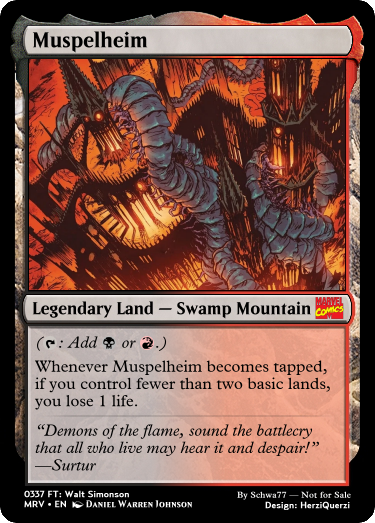 Muspelheim
Legendary Land — Swamp Mountain
MARVEL
COMICS
(: Add or .)
Whenever Muspelheim becomes tapped,
if you control fewer than two basic lands,
you lose 1 life.
“Demons of the flame, sound the battlecry
that all who live may hear it and despair!”
—Surtur
0337 FT: Walt Simonson
MRV • EN Daniel Warren Johnson
By Schwa77 — Not for Sale
Design: HerziQuerzi